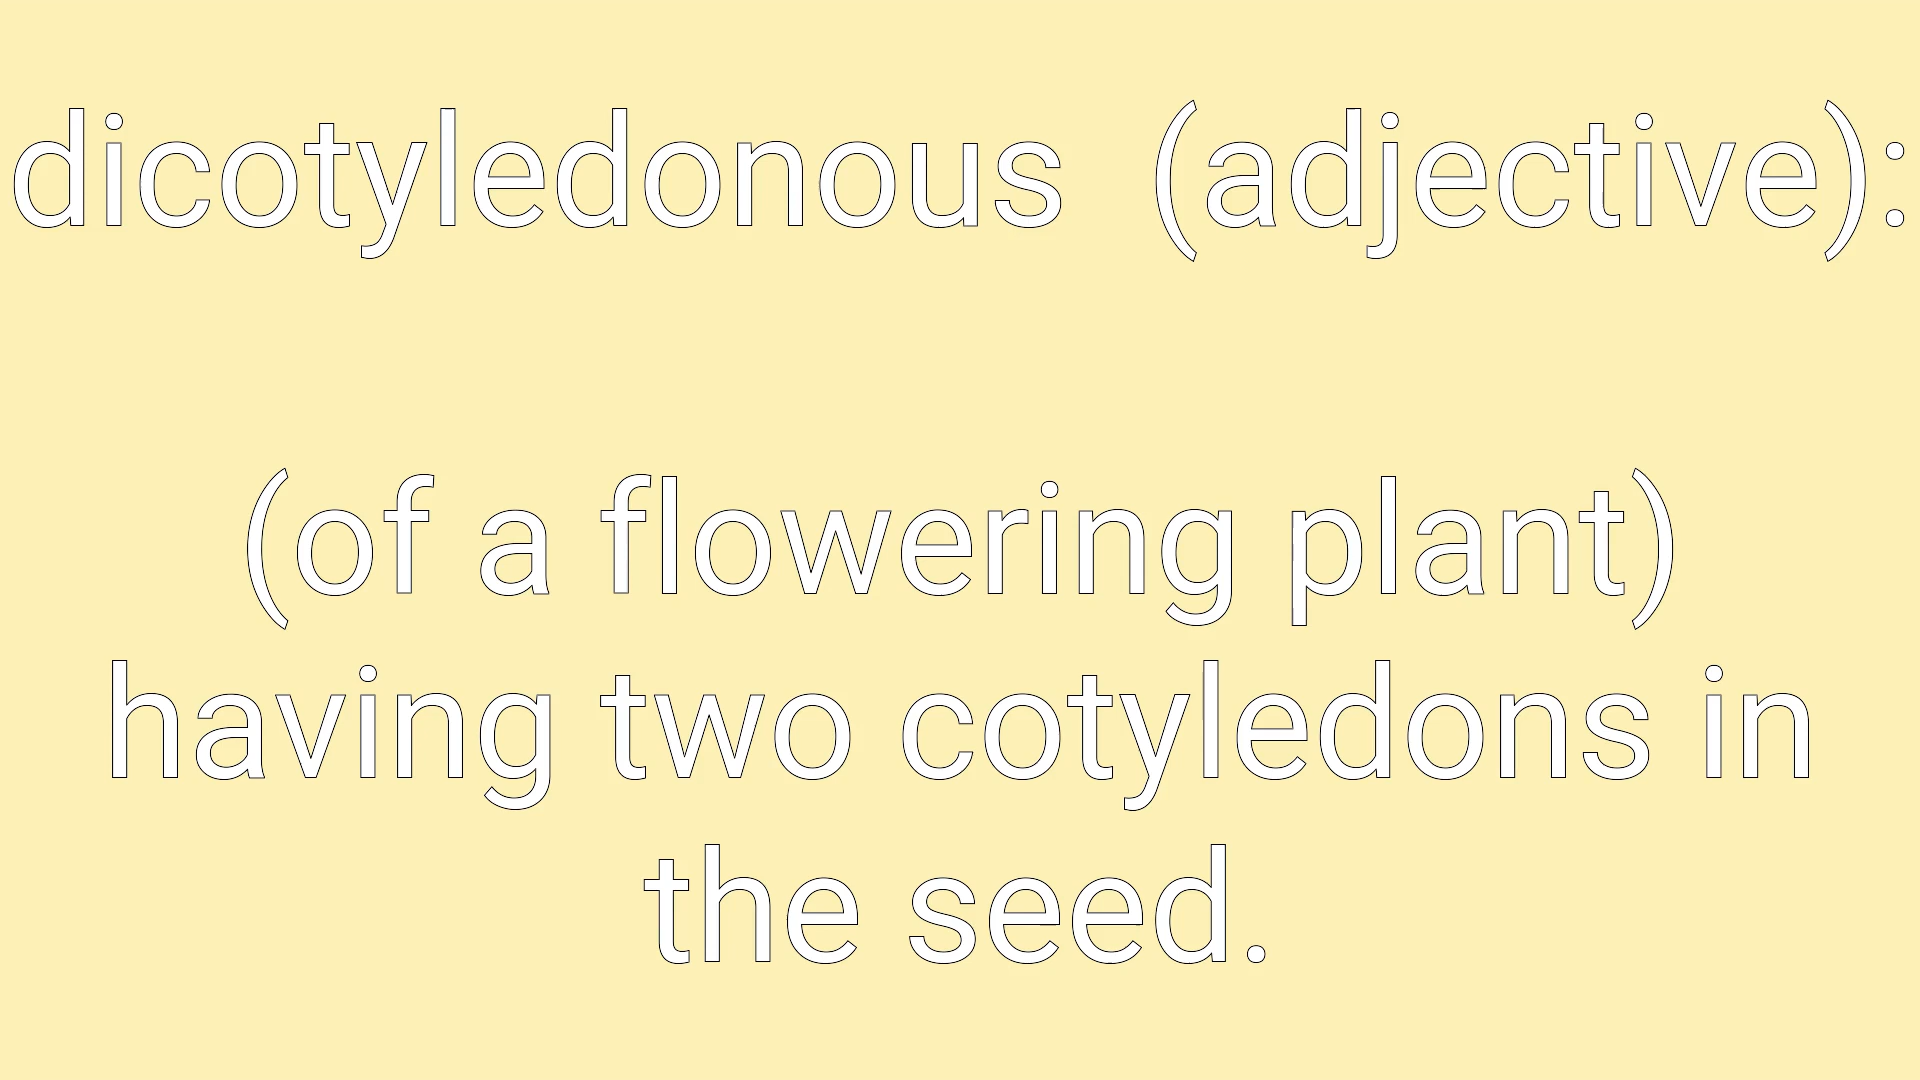 dicotyledonous  (adjective):
(of a flowering plant)
having two cotyledons in
the seed.